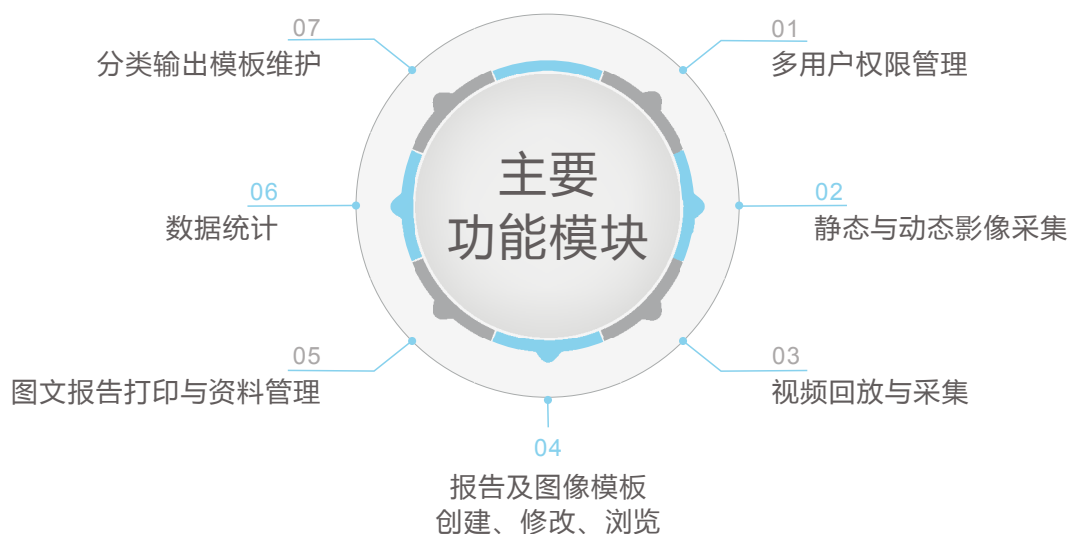 主要
功能模块
01
多用户权限管理
02
静态与动态影像采集
03
视频回放与采集
04
报告及图像模板
创建、修改、浏览
05
图文报告打印与资料管理
06
数据统计
07
分类输出模板维护